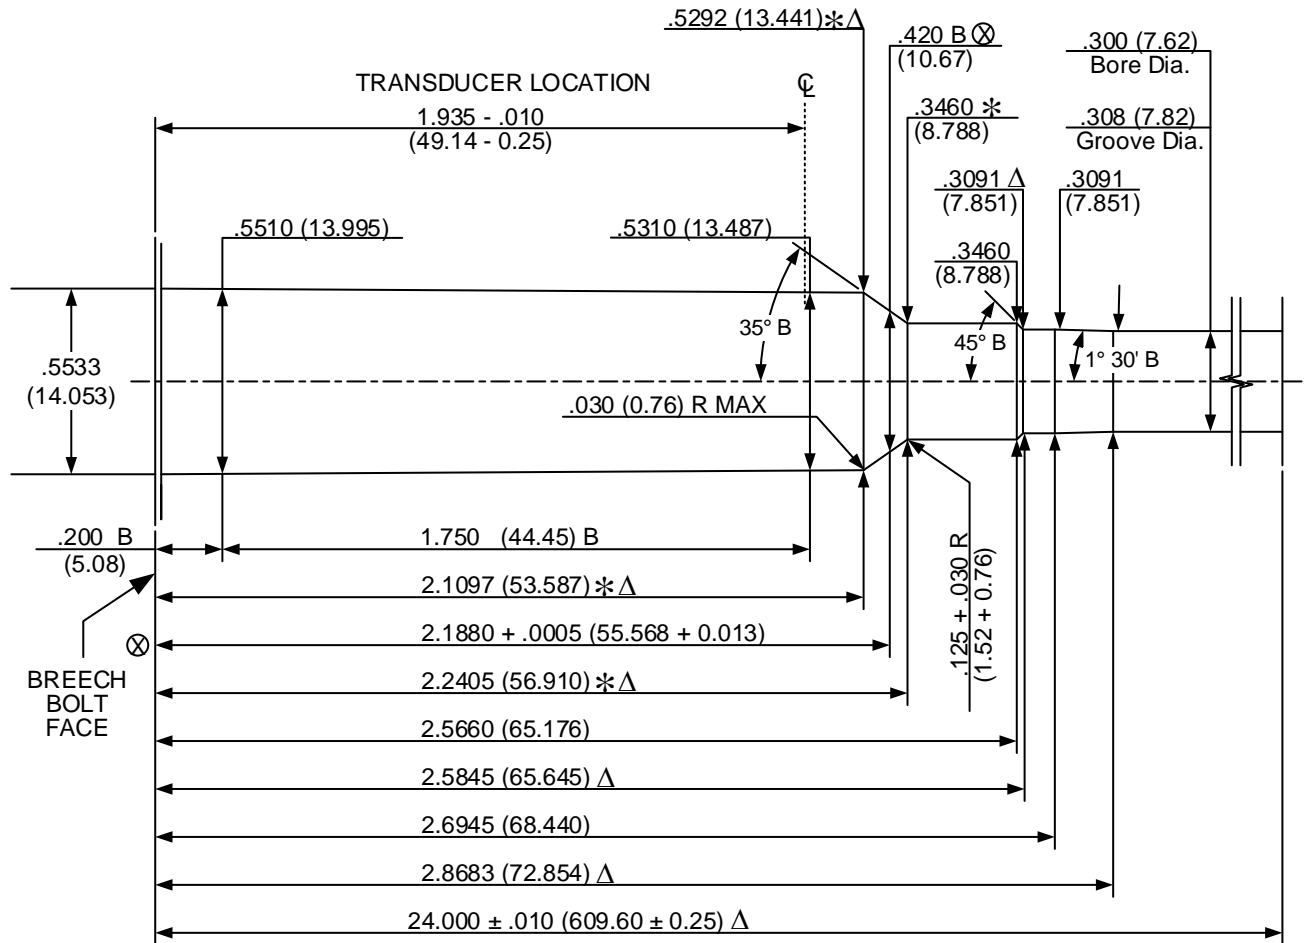 .5292 (13.441)✻Δ
.420 B ⊗
(10.67)
.300 (7.62)
Bore Dia.
TRANSDUCER LOCATION
℄
1.935 - .010
(49.14 - 0.25)
.3460 ✻
(8.788)
.308 (7.82)
Groove Dia.
.3091 Δ
(7.851)
.3091
(7.851)
.5510 (13.995)
.5310 (13.487)
.3460
(8.788)
35° B
45° B
1° 30' B
.5533
(14.053)
.030 (0.76) R MAX
.200 B
(5.08)
1.750 (44.45) B
.125 + .030 R
(1.52 + 0.76)
2.1097 (53.587)✻Δ
⊗
2.1880 + .0005 (55.568 + 0.013)
BREECH
BOLT
FACE
2.2405 (56.910)✻Δ
2.5660 (65.176)
2.5845 (65.645) Δ
2.6945 (68.440)
2.8683 (72.854) Δ
24.000 ± .010 (609.60 ± 0.25) Δ